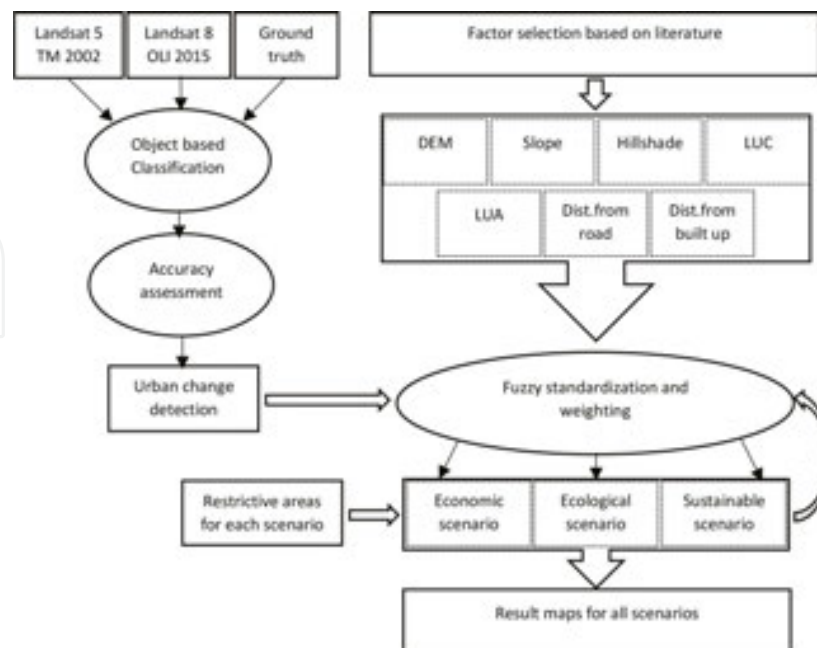 Landsat 5
TM 2002
Landsat 8
OLI 2015
Ground
truth
Object based
Classification
Accuracy
assessment
Urban change
detection
Factor selection based on literature
DEM
Slope
Hillshade
LUC
LUA
Dist.from
road
Dist.from
built up
Fuzzy standardization and
weighting
Restrictive areas
for each scenario
Economic
scenario
Ecological
scenario
Sustainable
scenario
Result maps for all scenarios